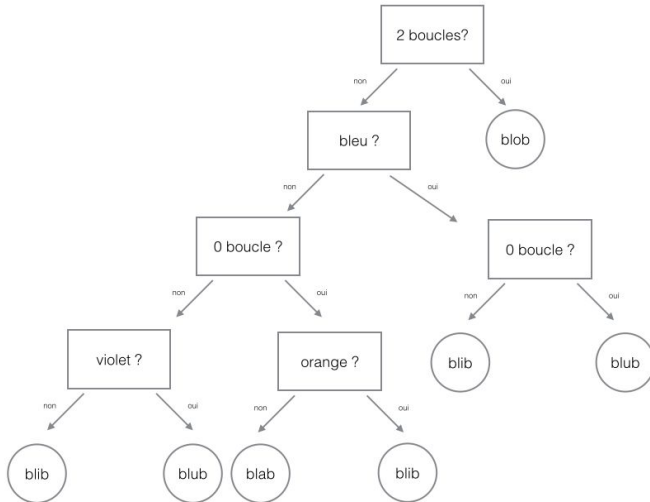 2 boucles?
non
oui
bleu ?
blob
non
oui
0 boucle ?
0 boucle ?
non
oui
non
oui
violet ?
orange ?
blib
blub
non
oui
non
oui
blib
blub
blab
blib